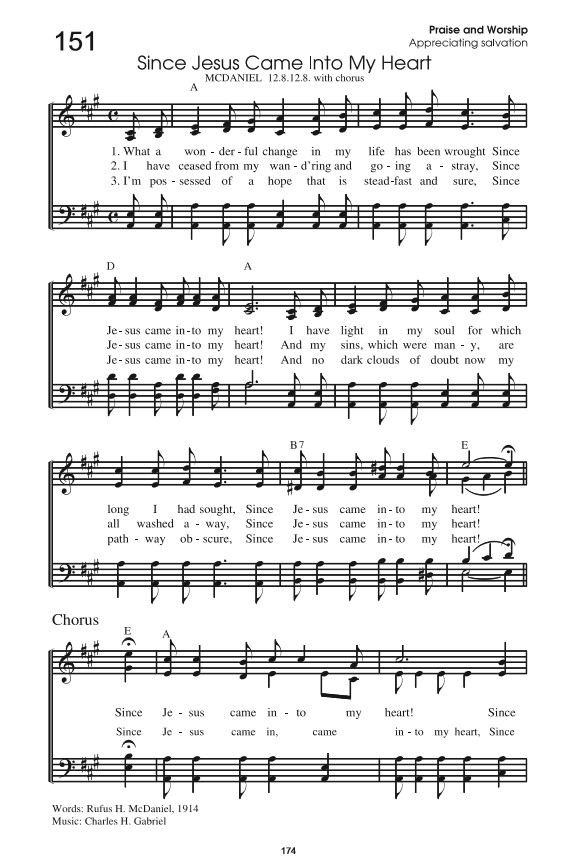 151
Praise and Worship
Appreciating salvation
Since Jesus Came Into My Heart
MCDANIEL 12.8.12.8. with chorus
A
1. What a won - der - ful change in my life has been wrought Since
2. I have ceased from my wand'ring and go - ing a - stray, Since
3. I'm pos - sessed of a hope that is stead-fast and sure, Since
D A
Je - sus came in - to my heart! I have light in my soul for which
Je - sus came in - to my heart! And my sins, which were man - y, are
Je - sus came in - to my heart! And no dark clouds of doubt now my
B7 E
long I had sought, Since Je - sus came in - to my heart!
all washed a - way, Since Je - sus came in - to my heart!
path - way ob - scure, Since Je - sus came in - to my heart!
Chorus
E A
Since Je - sus came in - to my heart! Since
Since Je - sus came in, came in - to my heart, Since
Words: Rufus H. McDaniel, 1914
Music: Charles H. Gabriel
174